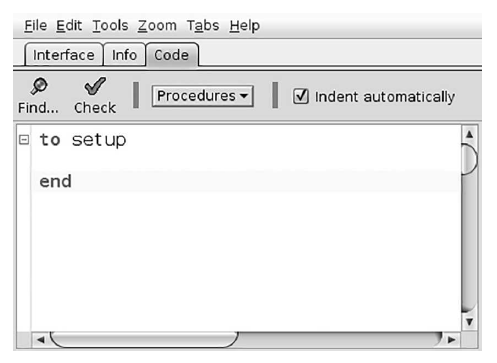 File Edit Tools Zoom Tabs Help
Interface Info Code
Find... Check Procedures Indent automatically
to setup
end